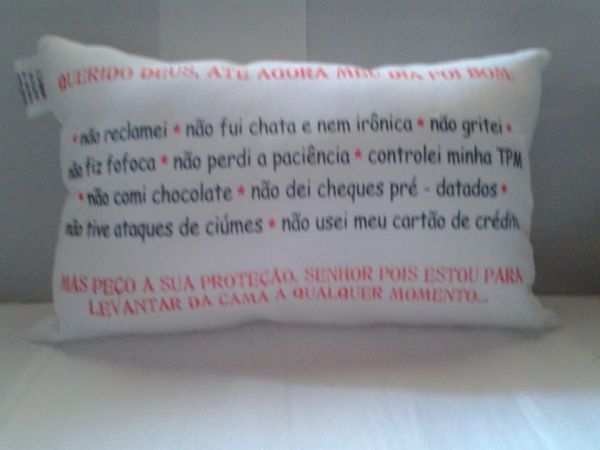 QUERIDO DEUS, ATÉ AGORA MEU DIA FOI BOM:
* não reclamei * não fui chata e nem irônica * não gritei *
não fiz fofoca * não perdi a paciência * controlei minha TPM
* não comi chocolate * não dei cheques pré - datados *
não tive ataques de ciúmes * não usei meu cartão de crédito
MAS PEÇO A SUA PROTEÇÃO, SENHOR POIS ESTOU PARA
LEVANTAR DA CAMA A QUALQUER MOMENTO...